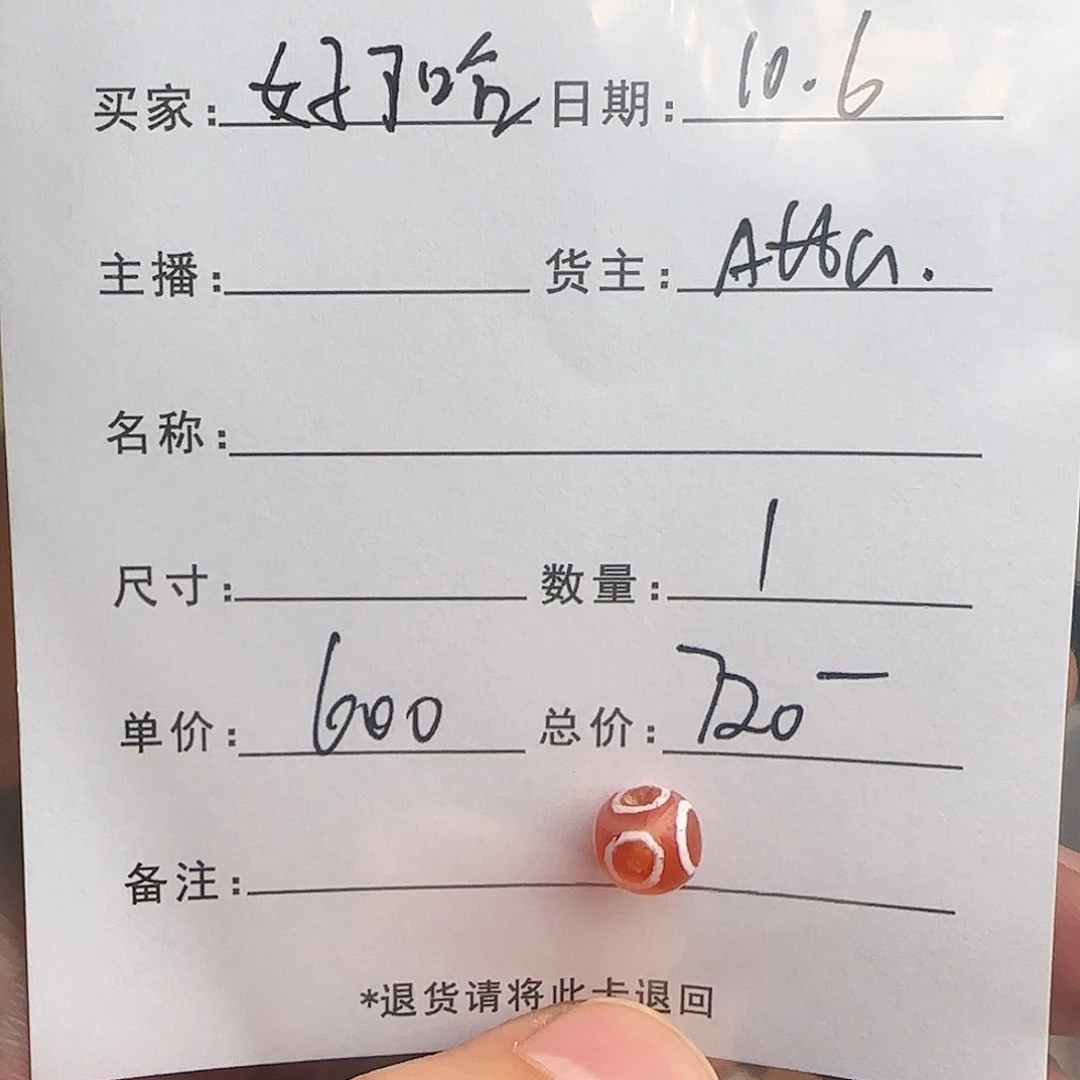 买家：好了哈 日期：10.6
主播： 货主：Atta.
名称：
尺寸： 数量：1
单价：600 总价：720－
备注：
*退货请将此卡退回